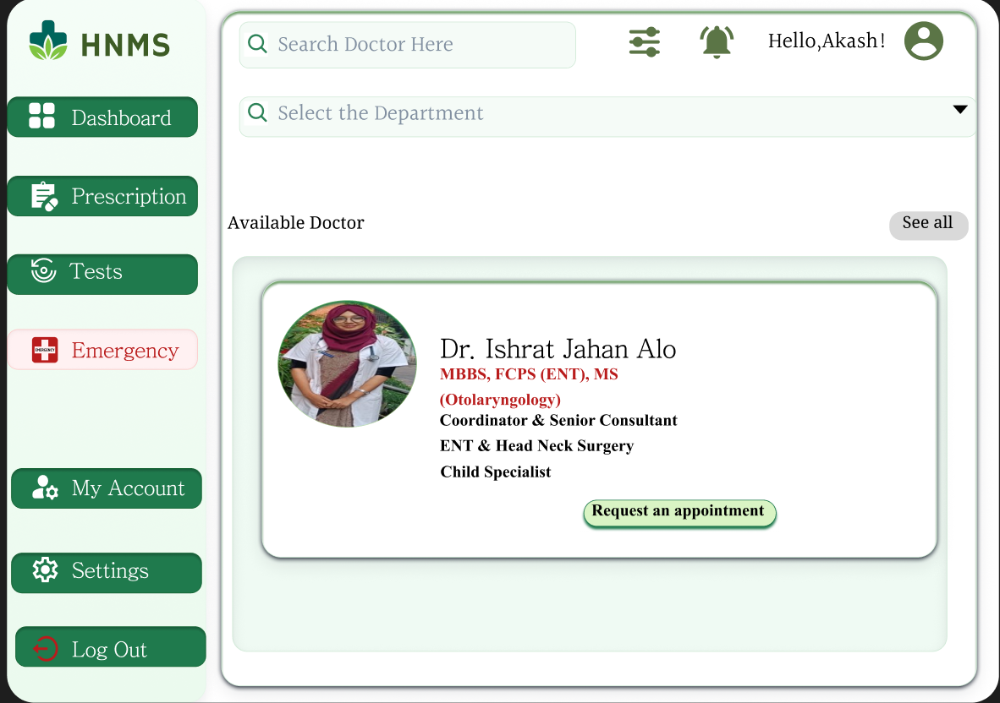 HNMS
Search Doctor Here
Hello,Akash!
Dashboard
Select the Department
Prescription
Available Doctor
See all
Tests
EMERGENCY
Emergency
Dr. Ishrat Jahan Alo
MBBS, FCPS (ENT), MS
(Otolaryngology)
Coordinator & Senior Consultant
ENT & Head Neck Surgery
Child Specialist
My Account
Request an appointment
Settings
Log Out